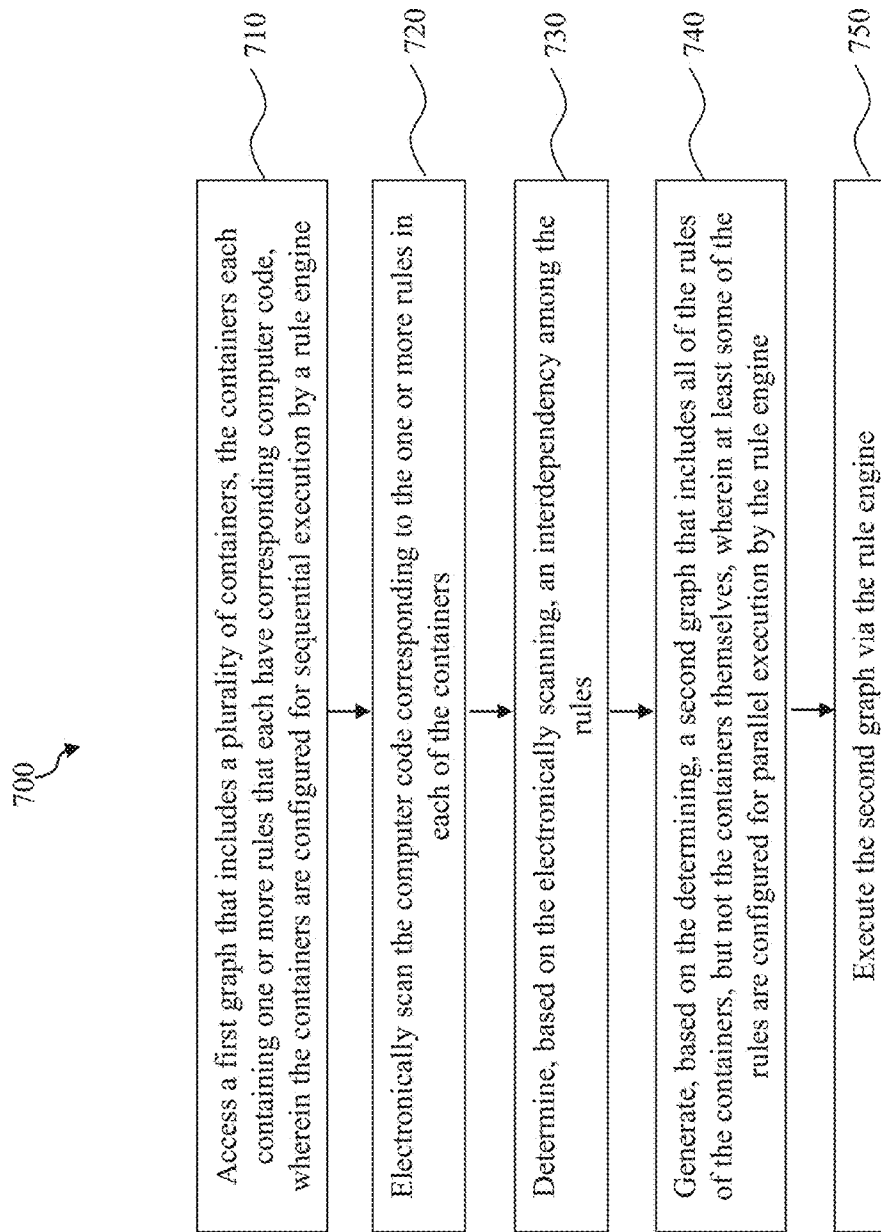 700
Access a first graph that includes a plurality of containers, the containers each
containing one or more rules that each have corresponding computer code,
wherein the containers are configured for sequential execution by a rule engine
710
Electronically scan the computer code corresponding to the one or more rules in
each of the containers
720
Determine, based on the electronically scanning, an interdependency among the
rules
730
Generate, based on the determining, a second graph that includes all of the rules
of the containers, but not the containers themselves, wherein at least some of the
rules are configured for parallel execution by the rule engine
740
Execute the second graph via the rule engine
750